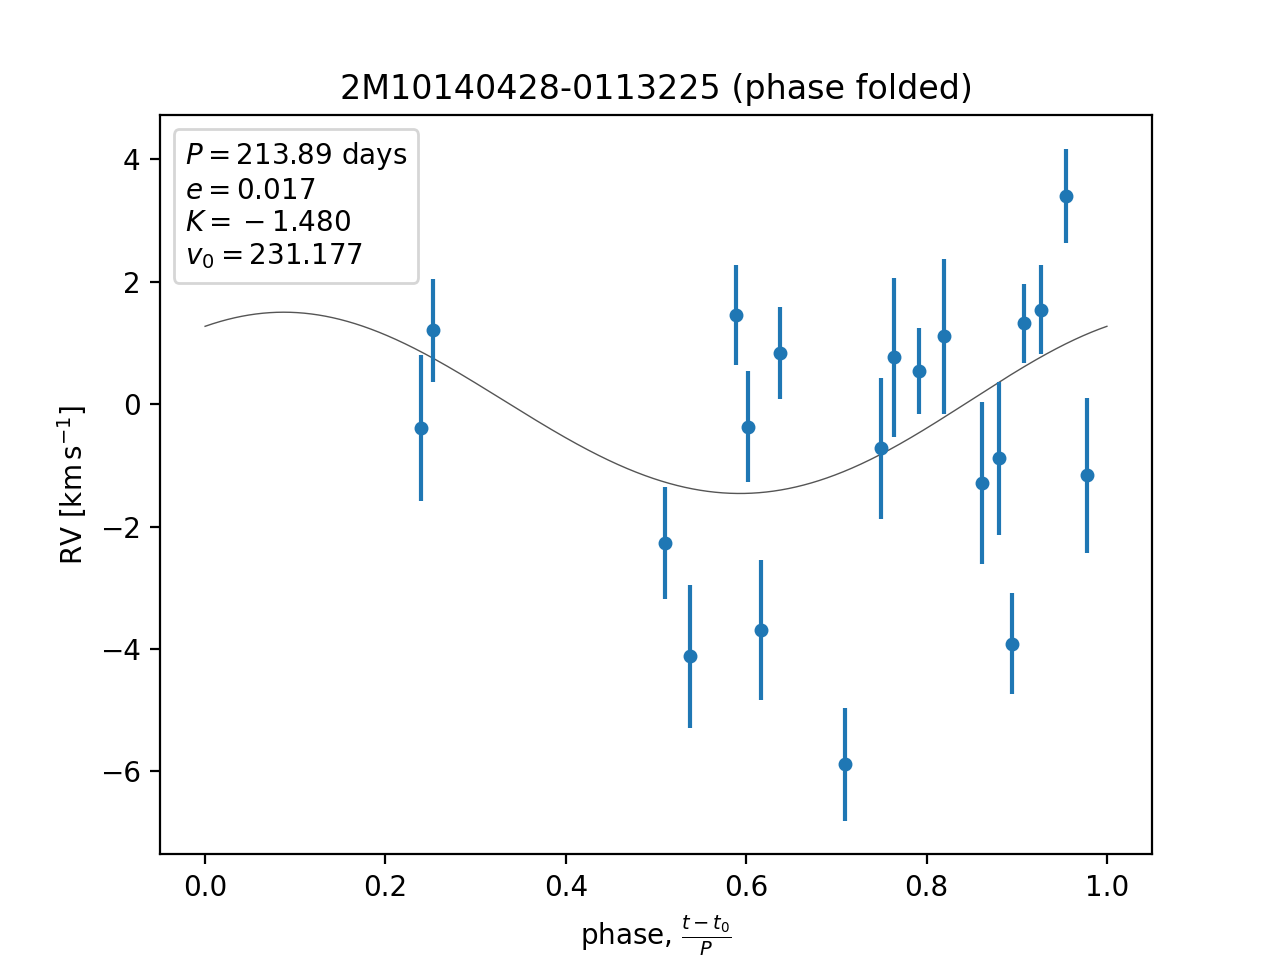 2M10140428-0113225 (phase folded)
P = 213.89 days
e = 0.017
K = −1.480
v₀ = 231.177
RV [km s⁻¹]
4
2
0
−2
−4
−6
0.0 0.2 0.4 0.6 0.8 1.0
phase, (t − t₀)/P